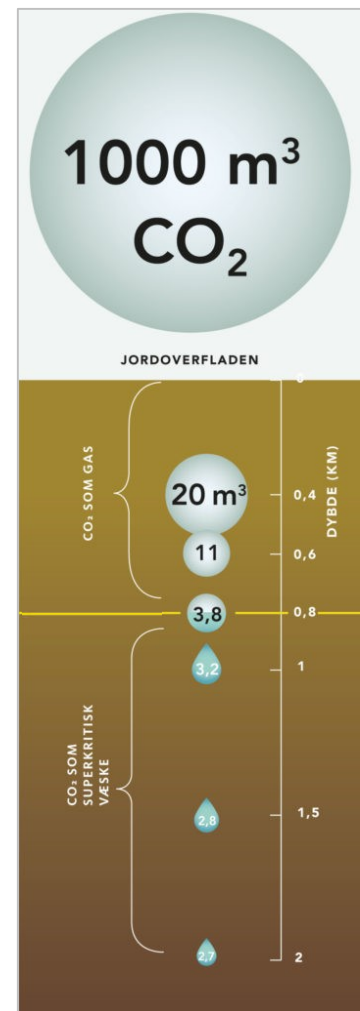 1000 m³
CO₂
JORDOVERFLADEN
0
CO₂ SOM GAS
DYBDE (KM)
20 m³
0,4
11
0,6
3,8
0,8
3,2
1
CO₂ SOM
SUPERKRITISK
VÆSKE
2,8
1,5
2,7
2